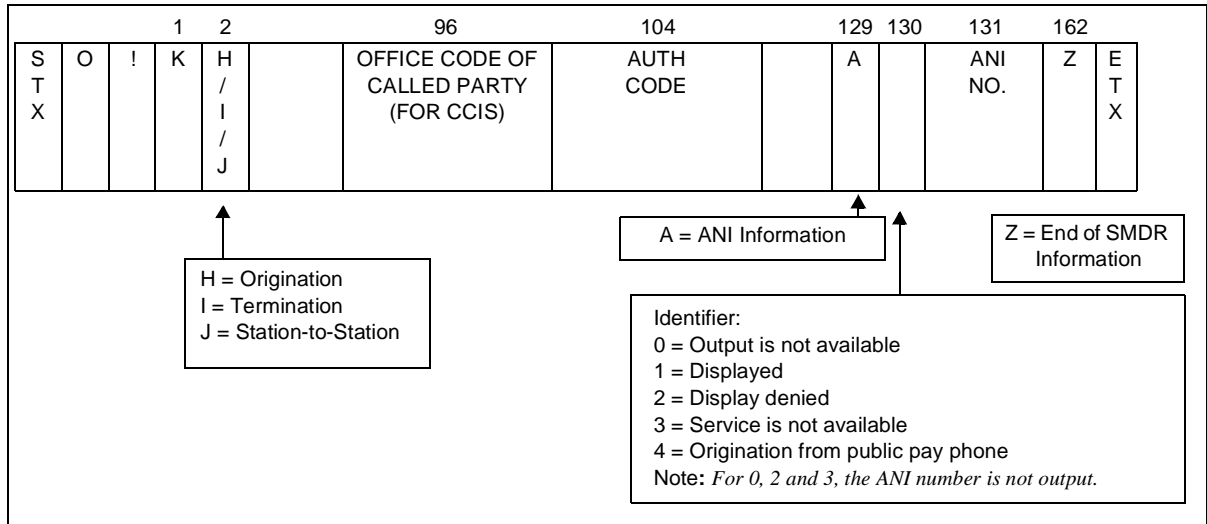 1 2 96 104 129 130 131 162
S O ! K H OFFICE CODE OF AUTH A ANI Z E
T / CALLED PARTY CODE NO. T
X I (FOR CCIS) X
/
J
A = ANI Information
Z = End of SMDR
Information
H = Origination
I = Termination
J = Station-to-Station
Identifier:
0 = Output is not available
1 = Displayed
2 = Display denied
3 = Service is not available
4 = Origination from public pay phone
Note: For 0, 2 and 3, the ANI number is not output.